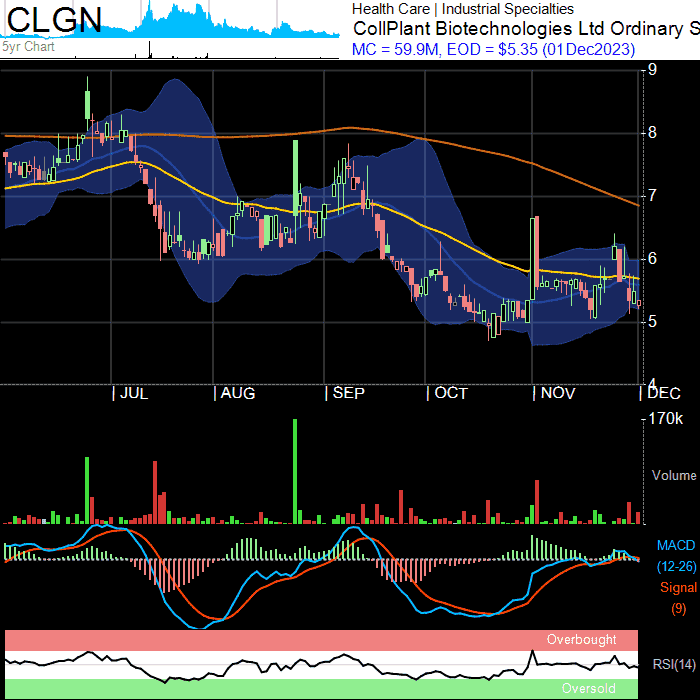 CLGN
5yr Chart
Health Care | Industrial Specialties
CollPlant Biotechnologies Ltd Ordinary S
MC = 59.9M, EOD = $5.35 (01Dec2023)
9
8
7
6
5
4
JUL
AUG
SEP
OCT
NOV
DEC
170k
Volume
MACD
(12-26)
Signal
(9)
Overbought
RSI(14)
Oversold